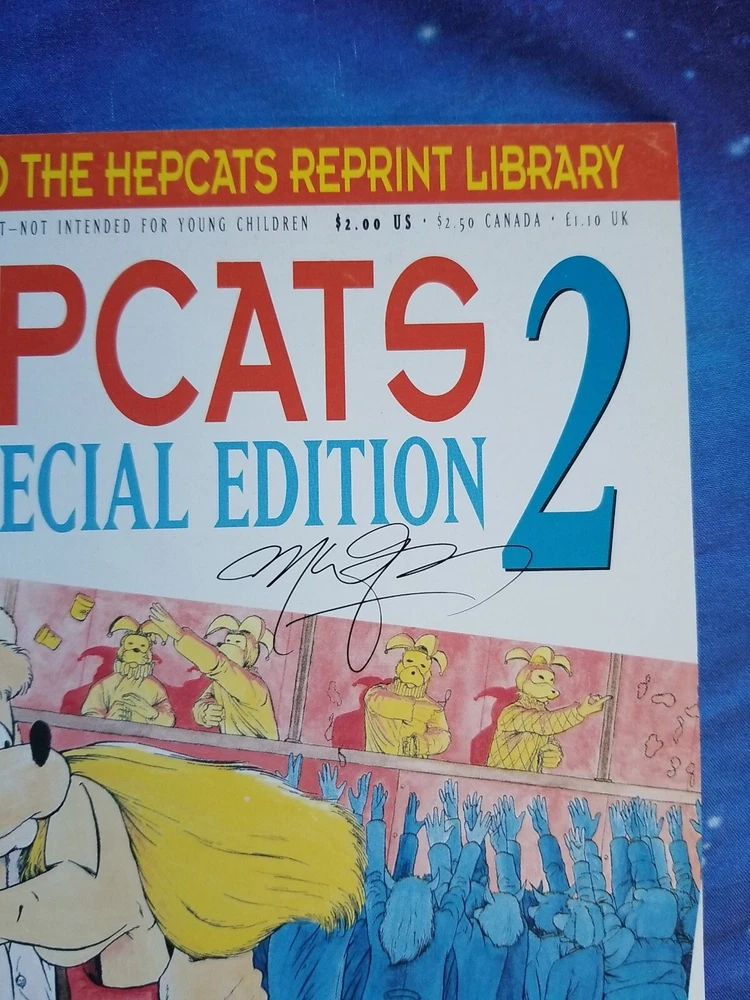 THE HEPCATS REPRINT LIBRARY
T–NOT INTENDED FOR YOUNG CHILDREN $2.00 US • $2.50 CANADA • £1.10 UK
PCATS 2
ECIAL EDITION